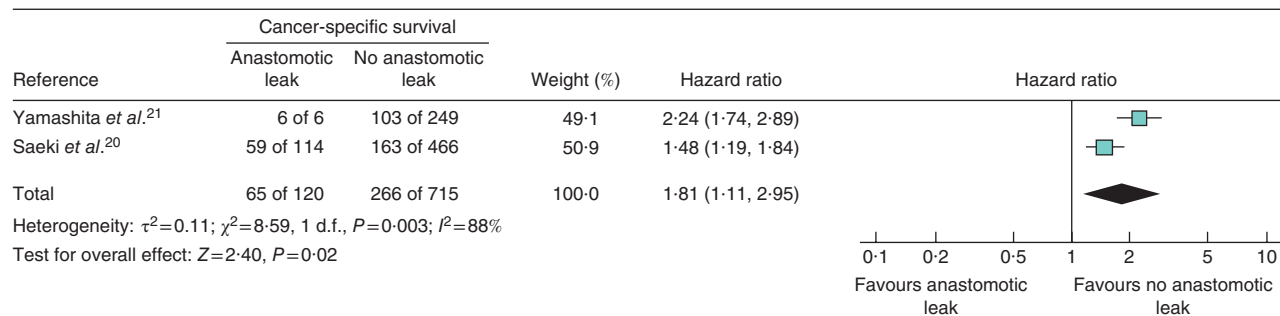 Cancer-specific survival
Anastomotic No anastomotic
Reference leak leak Weight (%) Hazard ratio Hazard ratio
Yamashita et al.21 6 of 6 103 of 249 49·1 2·24 (1·74, 2·89)
Saeki et al.20 59 of 114 163 of 466 50·9 1·48 (1·19, 1·84)
Total 65 of 120 266 of 715 100·0 1·81 (1·11, 2·95)
Heterogeneity: τ2=0·11; χ2=8·59, 1 d.f., P=0·003; I2=88%
Test for overall effect: Z=2·40, P=0·02
0·1 0·2 0·5 1 2 5 10
Favours anastomotic Favours no anastomotic
leak leak